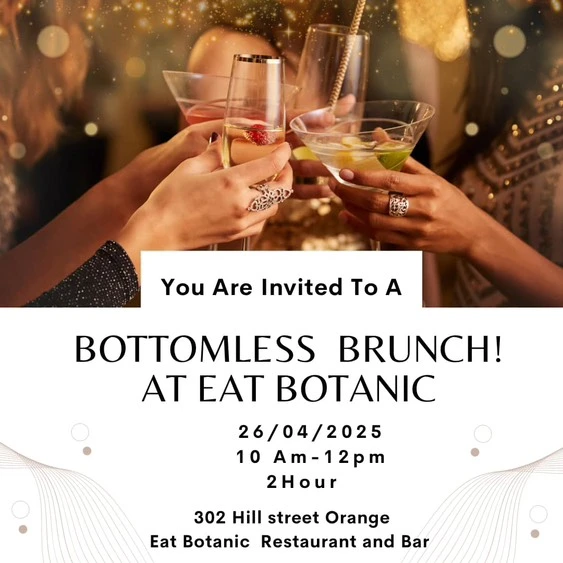 You Are Invited To A
BOTTOMLESS BRUNCH!
AT EAT BOTANIC
26/04/2025
10 Am-12pm
2Hour
302 Hill street Orange
Eat Botanic Restaurant and Bar